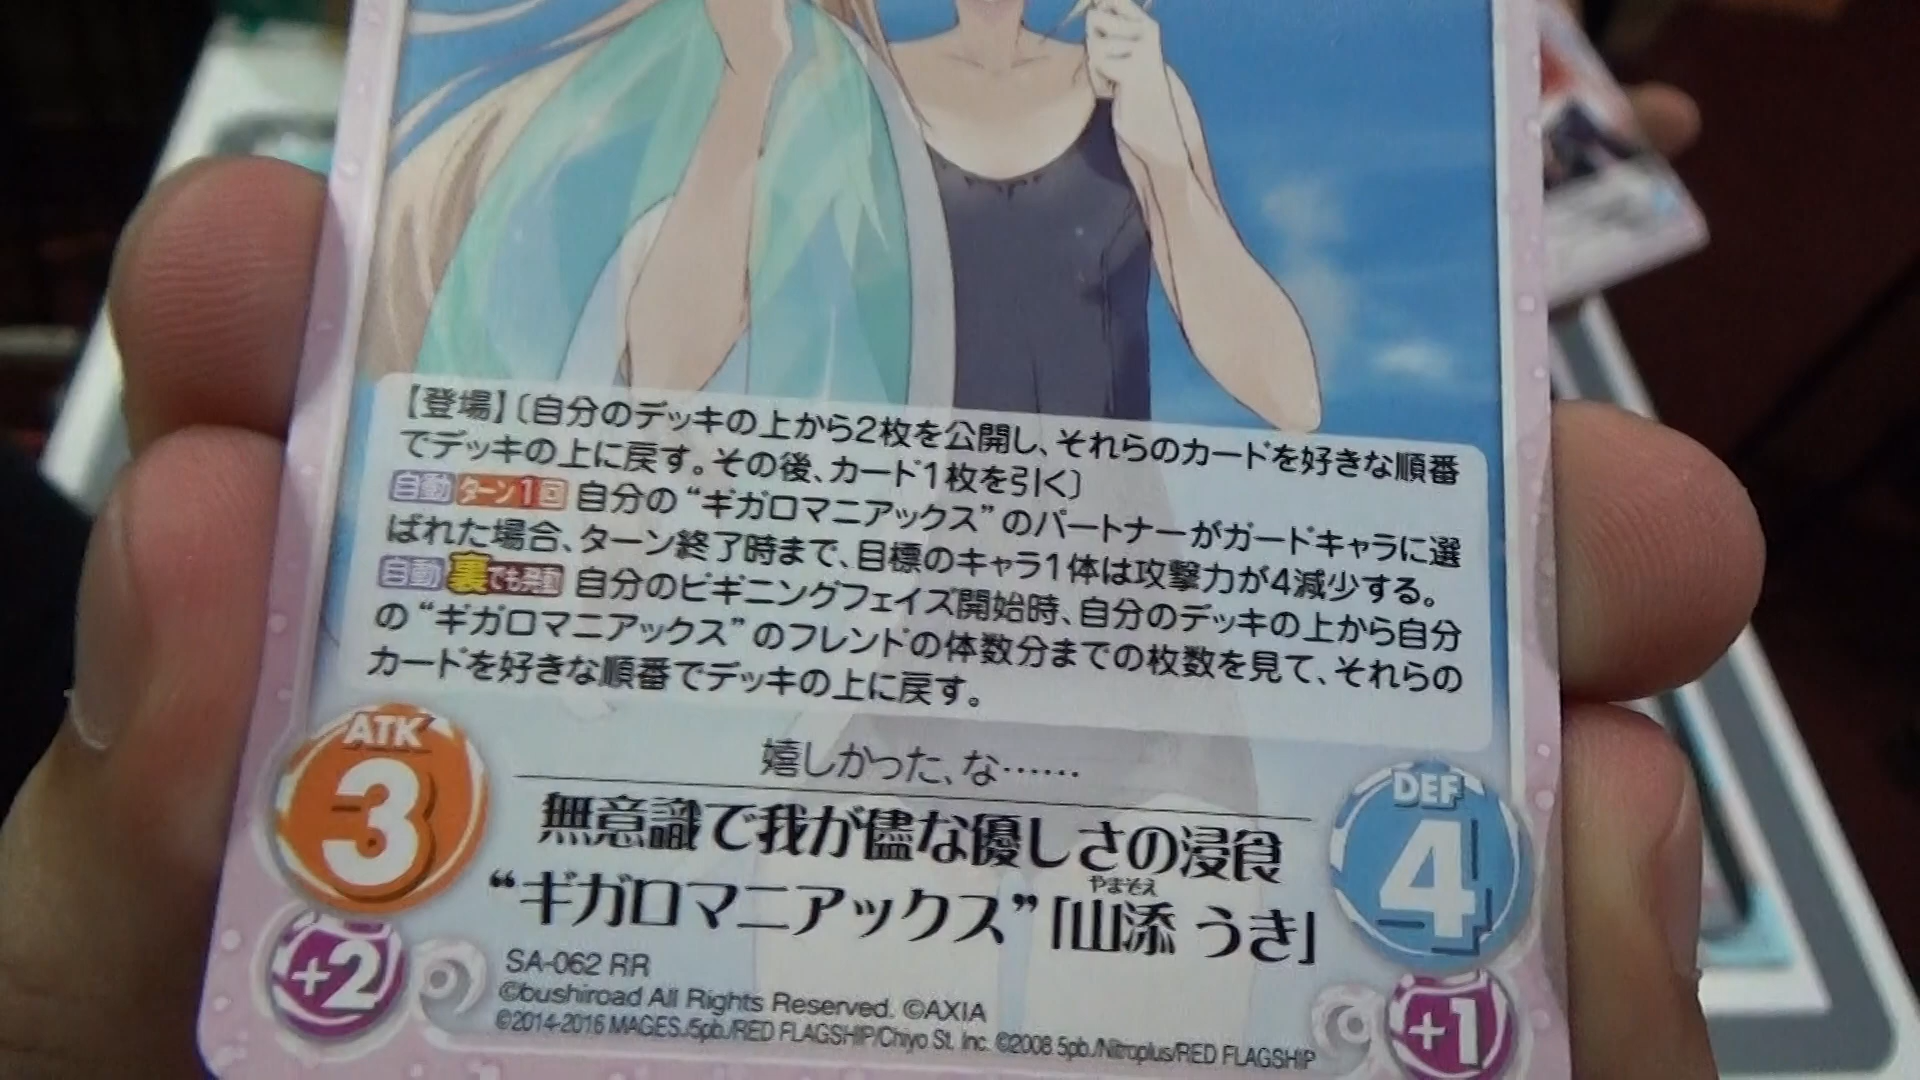 【登場】〔自分のデッキの上から2枚を公開し、それらのカードを好きな順番
でデッキの上に戻す。その後、カード1枚を引く〕
自動 ターン1回 自分の“ギガロマニアックス”のパートナーがガードキャラに選
ばれた場合、ターン終了時まで、目標のキャラ1体は攻撃力が4減少する。
自動 裏でも発動 自分のビギニングフェイズ開始時、自分のデッキの上から自分
の“ギガロマニアックス”のフレンドの体数分までの枚数を見て、それらの
カードを好きな順番でデッキの上に戻す。
嬉しかった、な……
ATK
3
DEF
4
無意識で我が儘な優しさの浸食
やまぞえ
“ギガロマニアックス”「山添 うき」
+2
+1
SA-062 RR
©bushiroad All Rights Reserved. ©AXIA
©2014-2016 MAGES./5pb./RED FLAGSHIP/Chiyo St. Inc. ©2008 5pb./Nitroplus/RED FLAGSHIP